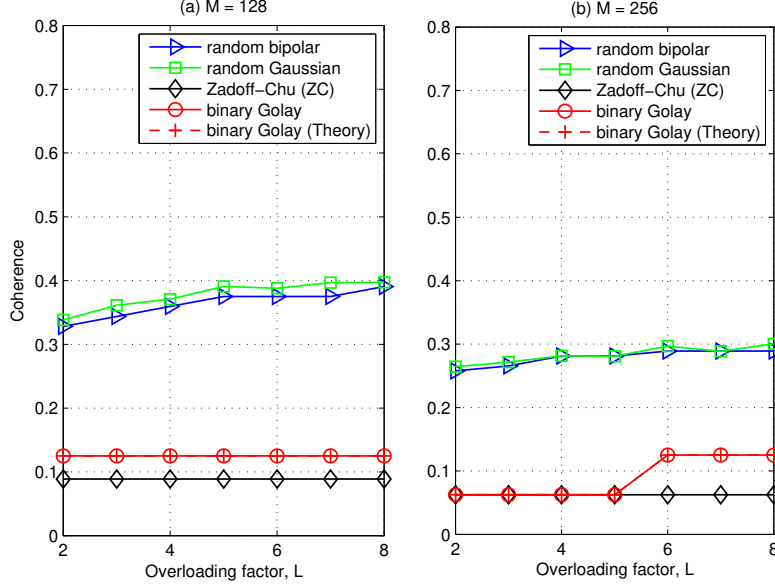 (a) M = 128
0.8
0.7
0.6
0.5
0.4
0.3
0.2
0.1
0
Coherence
random bipolar
random Gaussian
Zadoff-Chu (ZC)
binary Golay
binary Golay (Theory)
2 4 6 8
Overloading factor, L
(b) M = 256
0.8
0.7
0.6
0.5
0.4
0.3
0.2
0.1
0
random bipolar
random Gaussian
Zadoff-Chu (ZC)
binary Golay
binary Golay (Theory)
2 4 6 8
Overloading factor, L